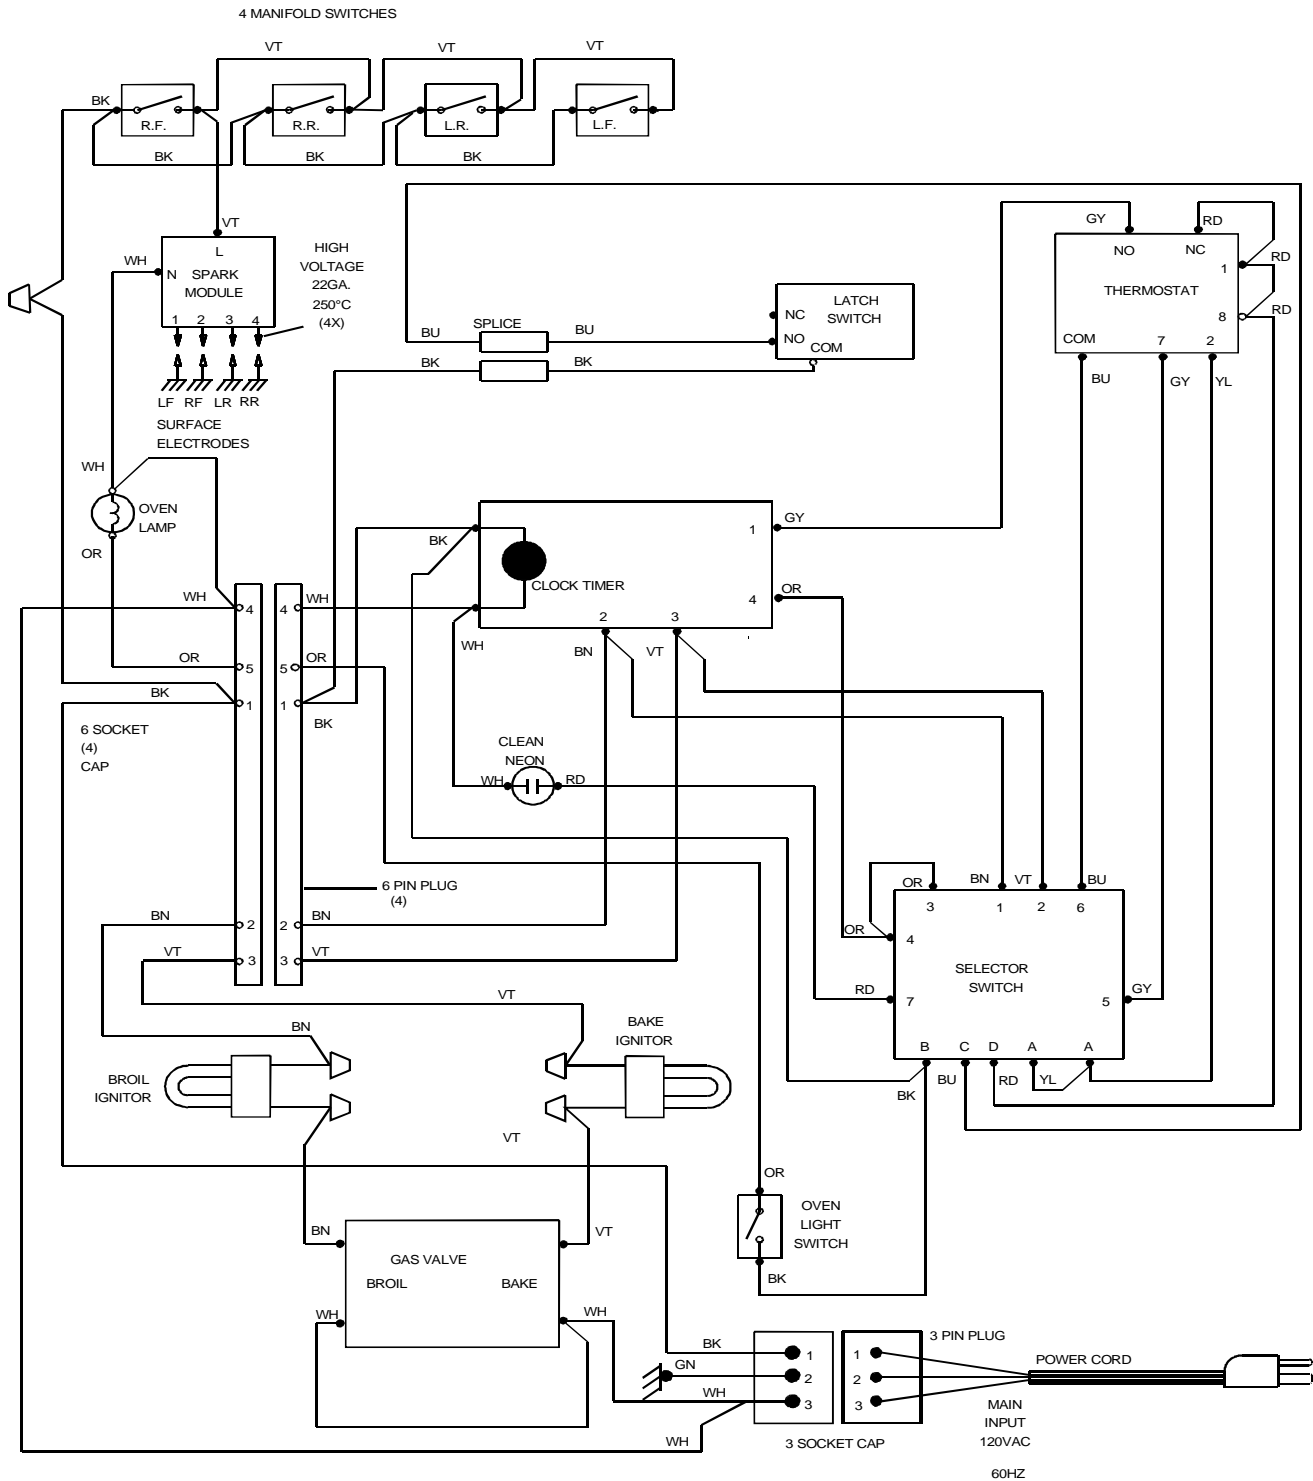 4 MANIFOLD SWITCHES
VT
VT
VT
BK
R.F.
R.R.
L.R.
L.F.
BK
BK
BK
VT
L
WH
N
SPARK
MODULE
1 2 3 4
HIGH
VOLTAGE
22GA.
250°C
(4X)
LF RF LR RR
SURFACE
ELECTRODES
WH
OVEN
LAMP
OR
BU
SPLICE
BU
BK
BK
LATCH
SWITCH
NC
NO
COM
GY
RD
NO
NC
1
RD
THERMOSTAT
8
RD
COM
7
2
BU
GY
YL
BK
CLOCK TIMER
1
GY
4
OR
2
3
BN
VT
WH
WH
4
4
WH
OR
5
5
OR
BK
1
1
BK
6 SOCKET
(4)
CAP
CLEAN
NEON
WH
RD
6 PIN PLUG
(4)
BN
2
2
BN
VT
3
3
VT
OR
BN
VT
BU
3
1
2
6
OR
4
SELECTOR
SWITCH
RD
7
5
GY
B
C
D
A
A
BK
BU
RD
YL
VT
BN
BROIL
IGNITOR
BAKE
IGNITOR
VT
OR
OVEN
LIGHT
SWITCH
BK
BN
VT
GAS VALVE
BROIL
BAKE
WH
WH
BK
1
GN
2
WH
3
WH
3 SOCKET CAP
1
2
3
3 PIN PLUG
POWER CORD
MAIN
INPUT
120VAC
60HZ